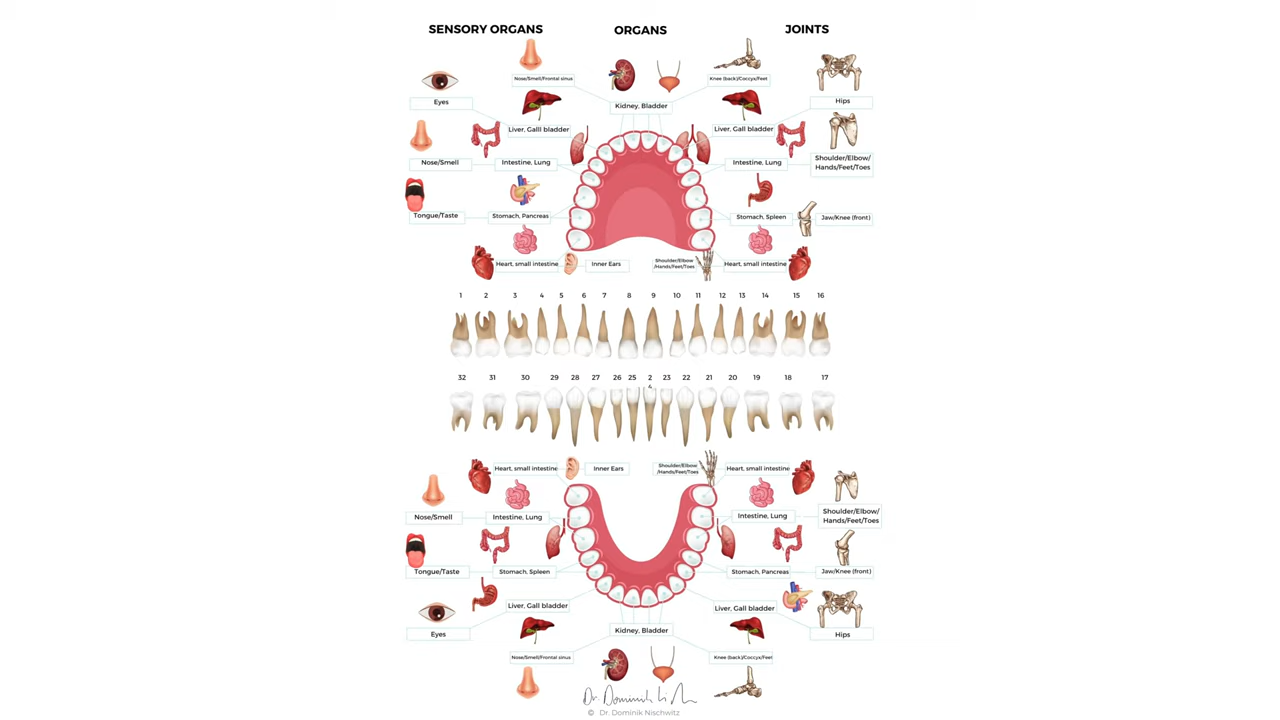 SENSORY ORGANS ORGANS JOINTS
Nose/Smell/Frontal sinus Knee (back)/Coccyx/Feet
Eyes Kidney, Bladder Hips
Liver, Galll bladder Liver, Gall bladder
Nose/Smell Intestine, Lung Intestine, Lung Shoulder/Elbow/
Hands/Feet/Toes
Tongue/Taste Stomach, Pancreas Stomach, Spleen Jaw/Knee (front)
Heart, small intestine Inner Ears Shoulder/Elbow
/Hands/Feet/Toes Heart, small intestine
1 2 3 4 5 6 7 8 9 10 11 12 13 14 15 16
32 31 30 29 28 27 26 25 2
4 23 22 21 20 19 18 17
Heart, small intestine Inner Ears Shoulder/Elbow
/Hands/Feet/Toes Heart, small intestine
Nose/Smell Intestine, Lung Intestine, Lung Shoulder/Elbow/
Hands/Feet/Toes
Tongue/Taste Stomach, Spleen Stomach, Pancreas Jaw/Knee (front)
Liver, Gall bladder Liver, Gall bladder
Eyes Kidney, Bladder Hips
Nose/Smell/Frontal sinus Knee (back)/Coccyx/Feet
Dr. Dominik
© Dr. Dominik Nischwitz